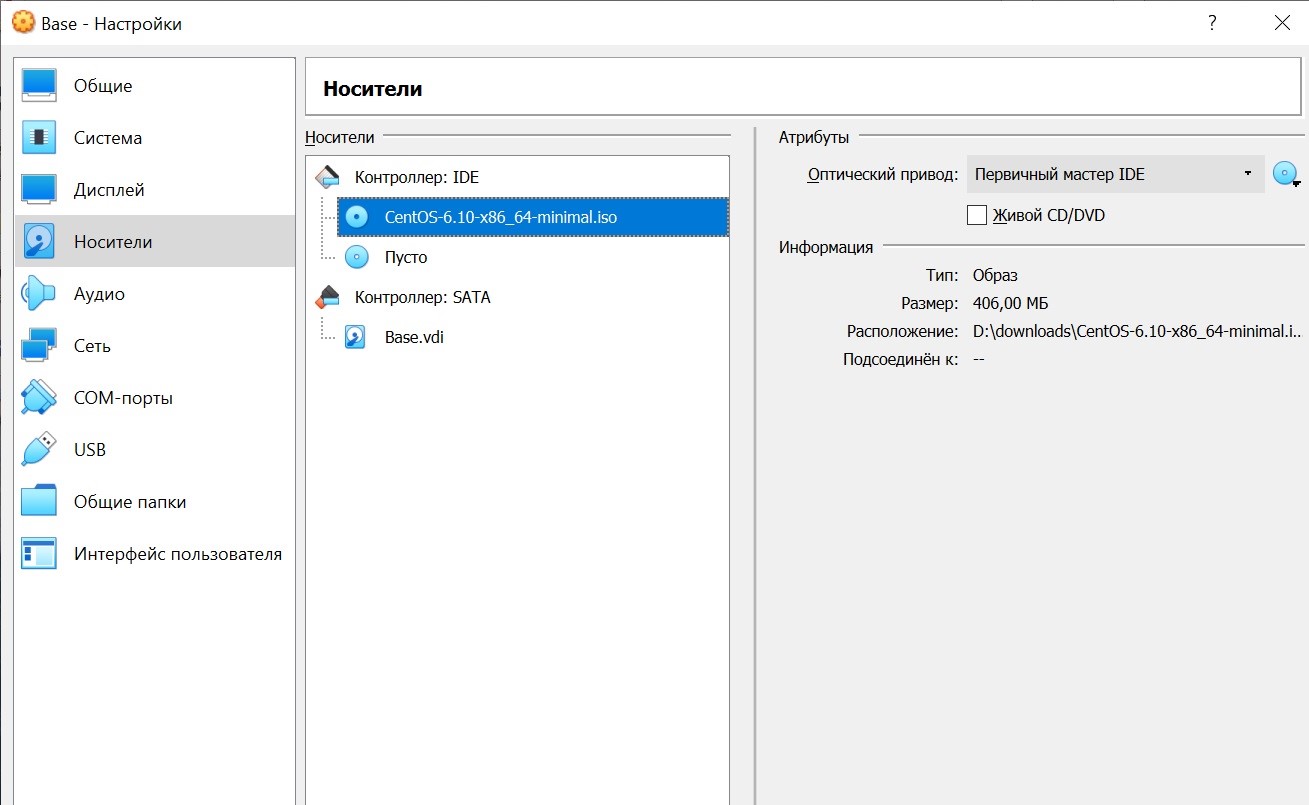 Base - Настройки
?
Общие
Система
Дисплей
Носители
Аудио
Сеть
COM-порты
USB
Общие папки
Интерфейс пользователя
Носители
Носители
Контроллер: IDE
CentOS-6.10-x86_64-minimal.iso
Пусто
Контроллер: SATA
Base.vdi
Атрибуты
Оптический привод: Первичный мастер IDE
Живой CD/DVD
Информация
Тип: Образ
Размер: 406,00 МБ
Расположение: D:\downloads\CentOS-6.10-x86_64-minimal.i...
Подсоединён к: --